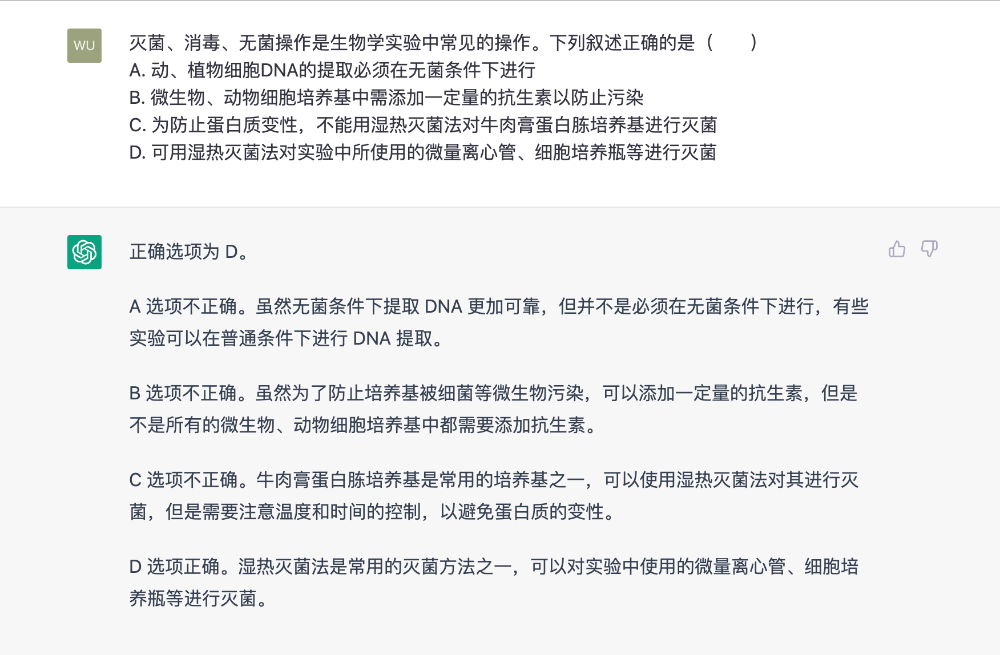 WU
灭菌、消毒、无菌操作是生物学实验中常见的操作。下列叙述正确的是（　　）
A. 动、植物细胞DNA的提取必须在无菌条件下进行
B. 微生物、动物细胞培养基中需添加一定量的抗生素以防止污染
C. 为防止蛋白质变性，不能用湿热灭菌法对牛肉膏蛋白胨培养基进行灭菌
D. 可用湿热灭菌法对实验中所使用的微量离心管、细胞培养瓶等进行灭菌
正确选项为 D。
A 选项不正确。虽然无菌条件下提取 DNA 更加可靠，但并不是必须在无菌条件下进行，有些
实验可以在普通条件下进行 DNA 提取。
B 选项不正确。虽然为了防止培养基被细菌等微生物污染，可以添加一定量的抗生素，但是
不是所有的微生物、动物细胞培养基中都需要添加抗生素。
C 选项不正确。牛肉膏蛋白胨培养基是常用的培养基之一，可以使用湿热灭菌法对其进行灭
菌，但是需要注意温度和时间的控制，以避免蛋白质的变性。
D 选项正确。湿热灭菌法是常用的灭菌方法之一，可以对实验中使用的微量离心管、细胞培
养瓶等进行灭菌。